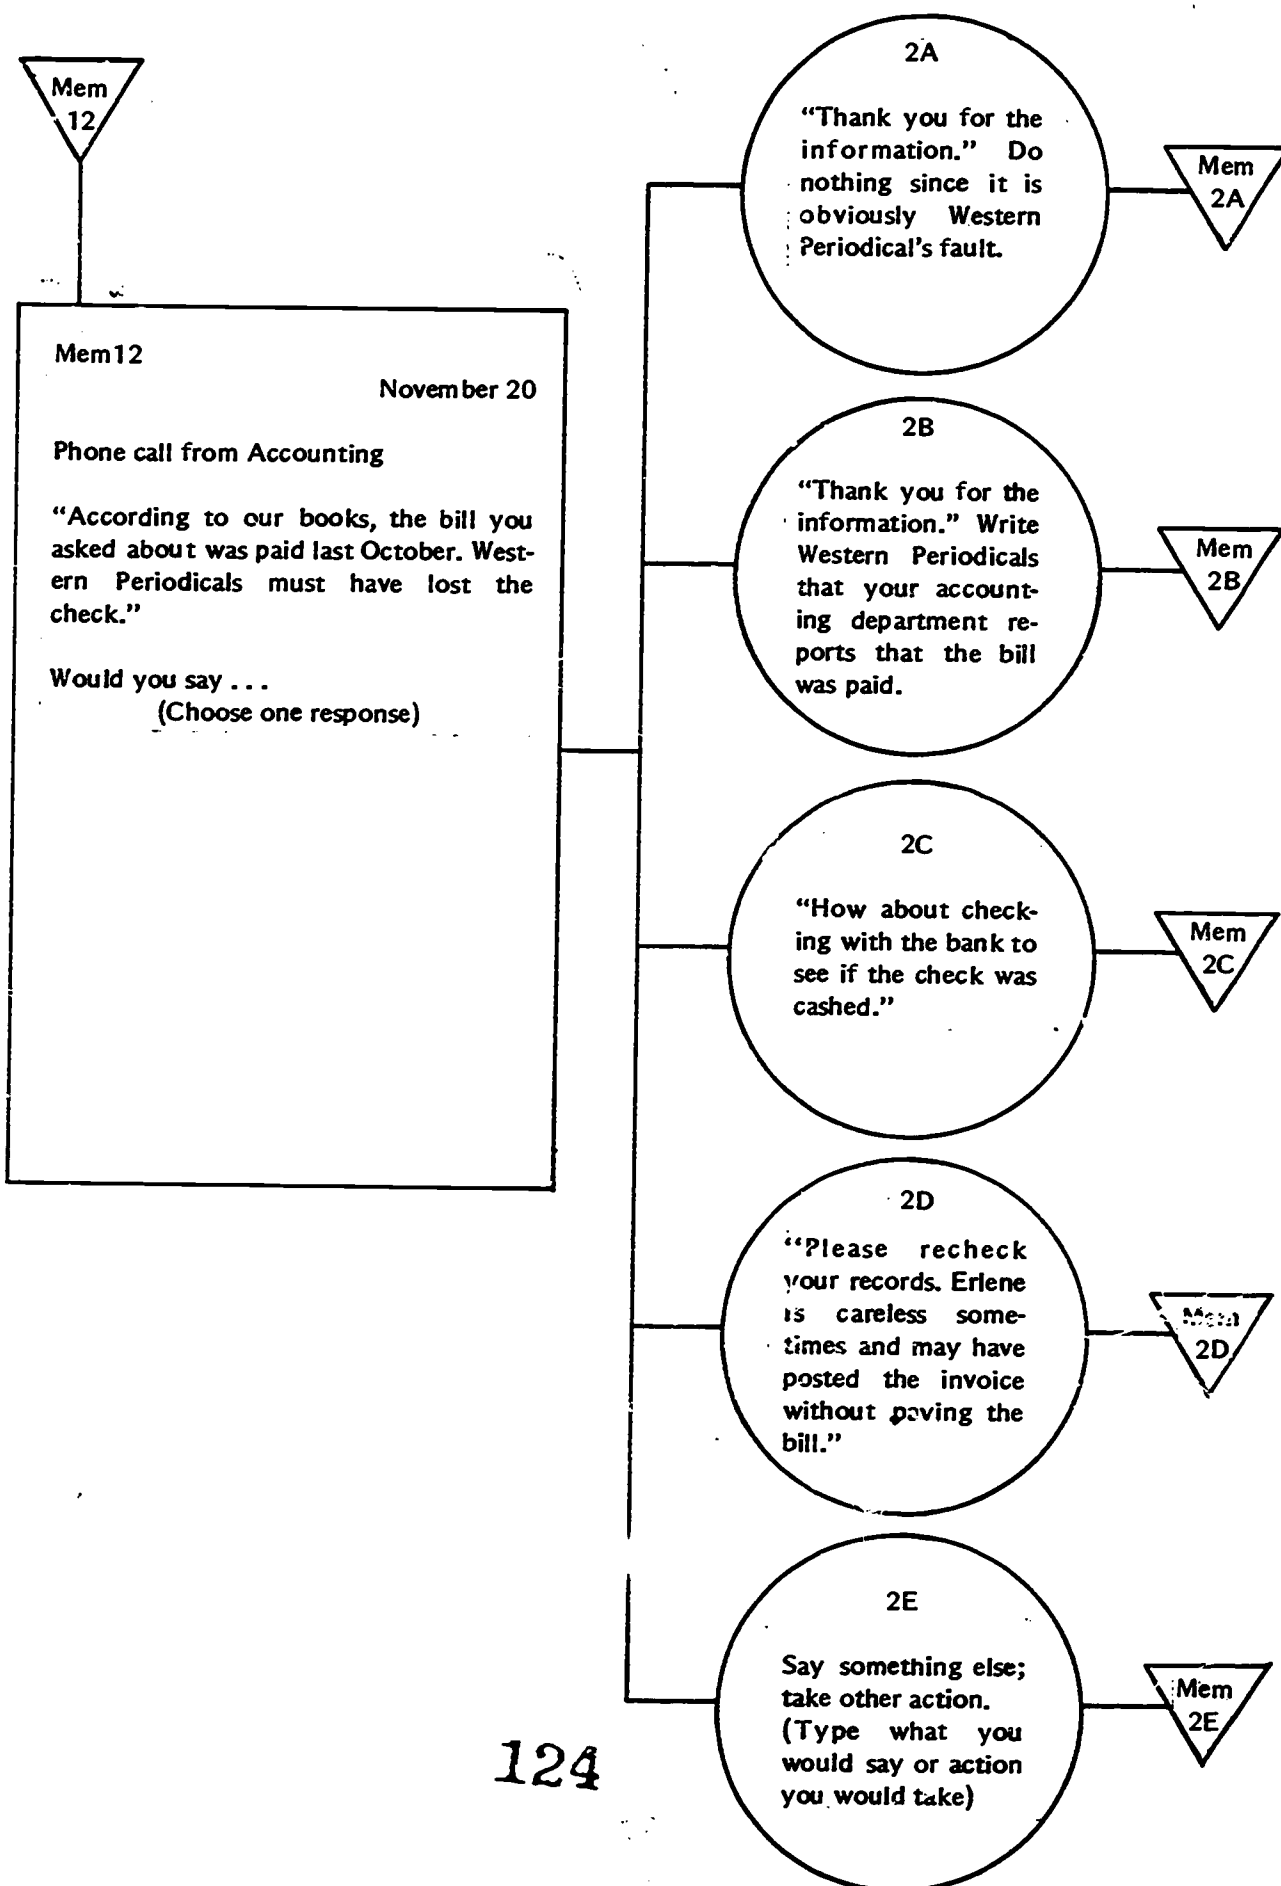 Mem
12
Mem12
November 20
Phone call from Accounting
“According to our books, the bill you
asked about was paid last October. West-
ern Periodicals must have lost the
check.”
Would you say ...
(Choose one response)
2A
“Thank you for the
information.” Do
nothing since it is
obviously Western
Periodical's fault.
Mem
2A
2B
“Thank you for the
information.” Write
Western Periodicals
that your account-
ing department re-
ports that the bill
was paid.
Mem
2B
2C
“How about check-
ing with the bank to
see if the check was
cashed.”
Mem
2C
2D
“Please recheck
your records. Erlene
is careless some-
times and may have
posted the invoice
without paying the
bill.”
Mem
2D
2E
Say something else;
take other action.
(Type what you
would say or action
you would take)
Mem
2E
124